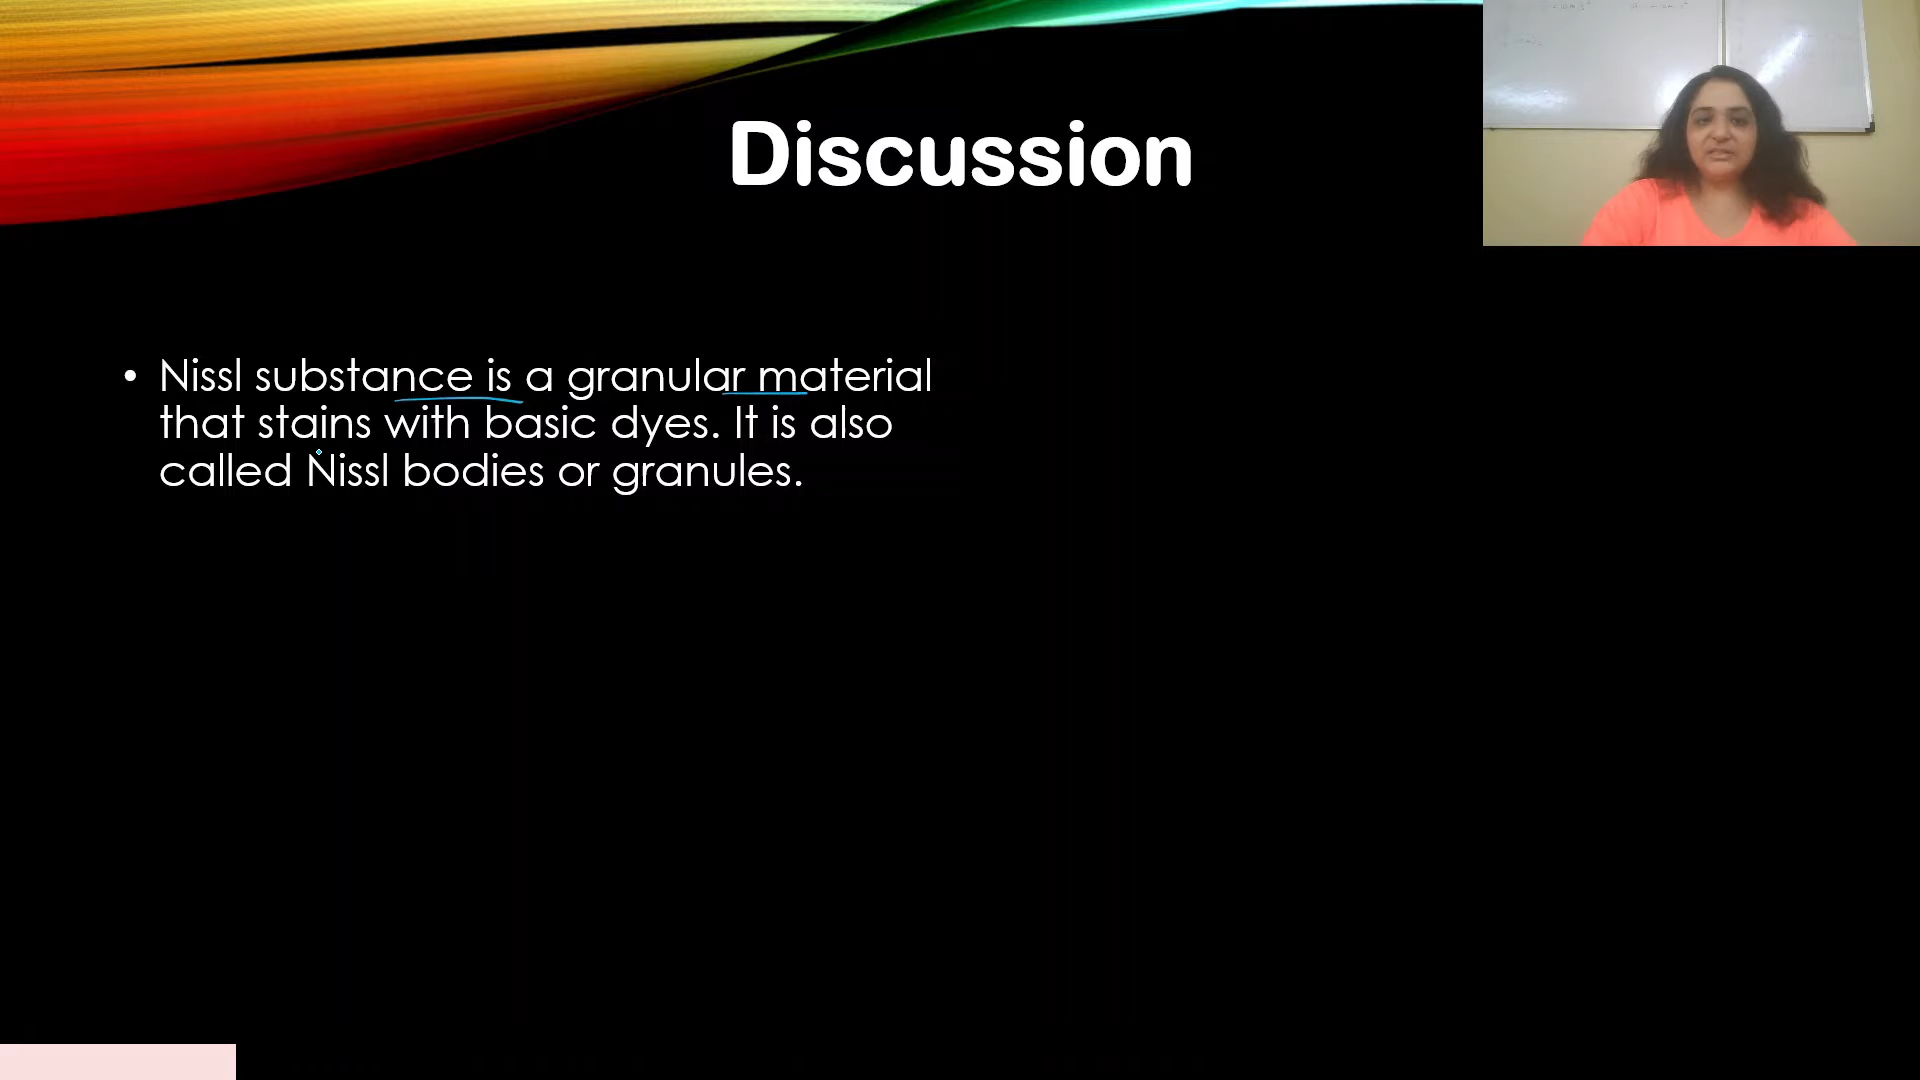 Discussion
• Nissl substance is a granular material
that stains with basic dyes. It is also
called Nissl bodies or granules.